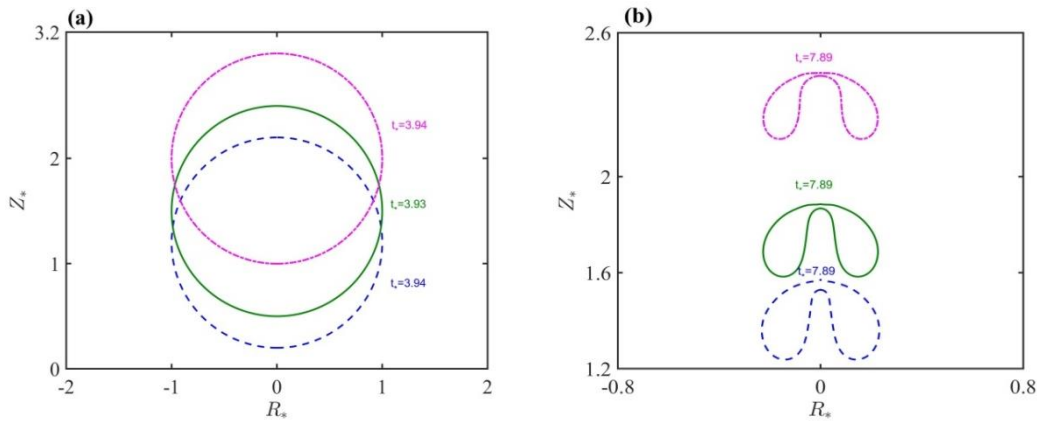 (a)
3.2
2
1
0
-2
-1
0
1
2
Z*
R*
t*=3.94
t*=3.93
t*=3.94
(b)
2.6
2
1.6
1.2
-0.8
0
0.8
Z*
R*
t*=7.89
t*=7.89
t*=7.89